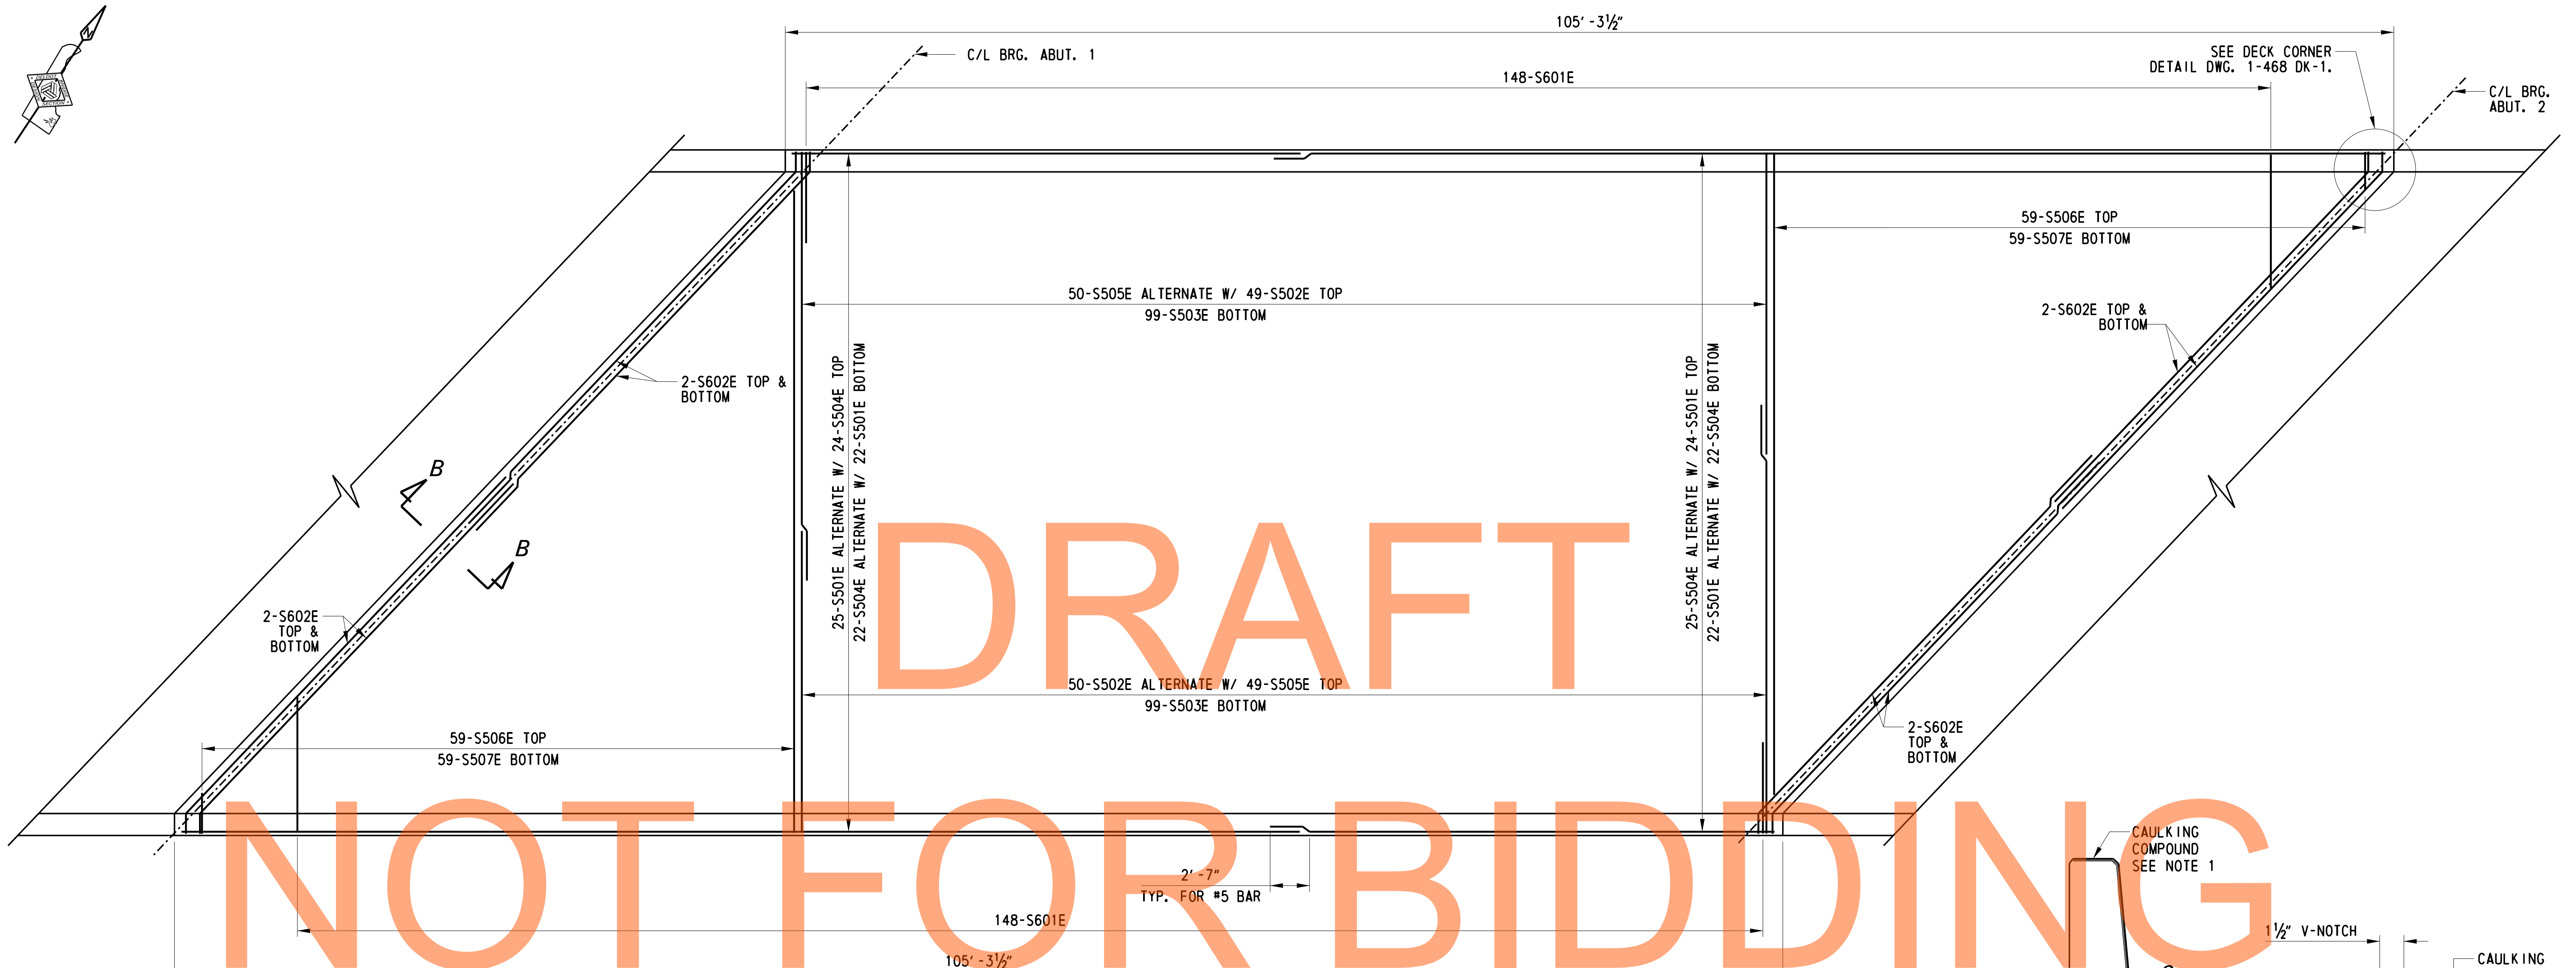 105'-3½"
C/L BRG. ABUT. 1
SEE DECK CORNER
DETAIL DWG. 1-468 DK-1.
148-S601E
C/L BRG.
ABUT. 2
59-S506E TOP
59-S507E BOTTOM
50-S505E ALTERNATE W/ 49-S502E TOP
99-S503E BOTTOM
2-S602E TOP &
BOTTOM
2-S602E TOP &
BOTTOM
25-S501E ALTERNATE W/ 24-S504E TOP
22-S504E ALTERNATE W/ 22-S501E BOTTOM
25-S504E ALTERNATE W/ 24-S501E TOP
22-S501E ALTERNATE W/ 22-S504E BOTTOM
B
B
DRAFT
2-S602E
TOP &
BOTTOM
50-S502E ALTERNATE W/ 49-S505E TOP
99-S503E BOTTOM
59-S506E TOP
59-S507E BOTTOM
2-S602E
TOP &
BOTTOM
NOT FOR BIDDING
CAULKING
COMPOUND
SEE NOTE 1
2'-7"
TYP. FOR #5 BAR
148-S601E
1½" V-NOTCH
105'-3½"
CAULKING